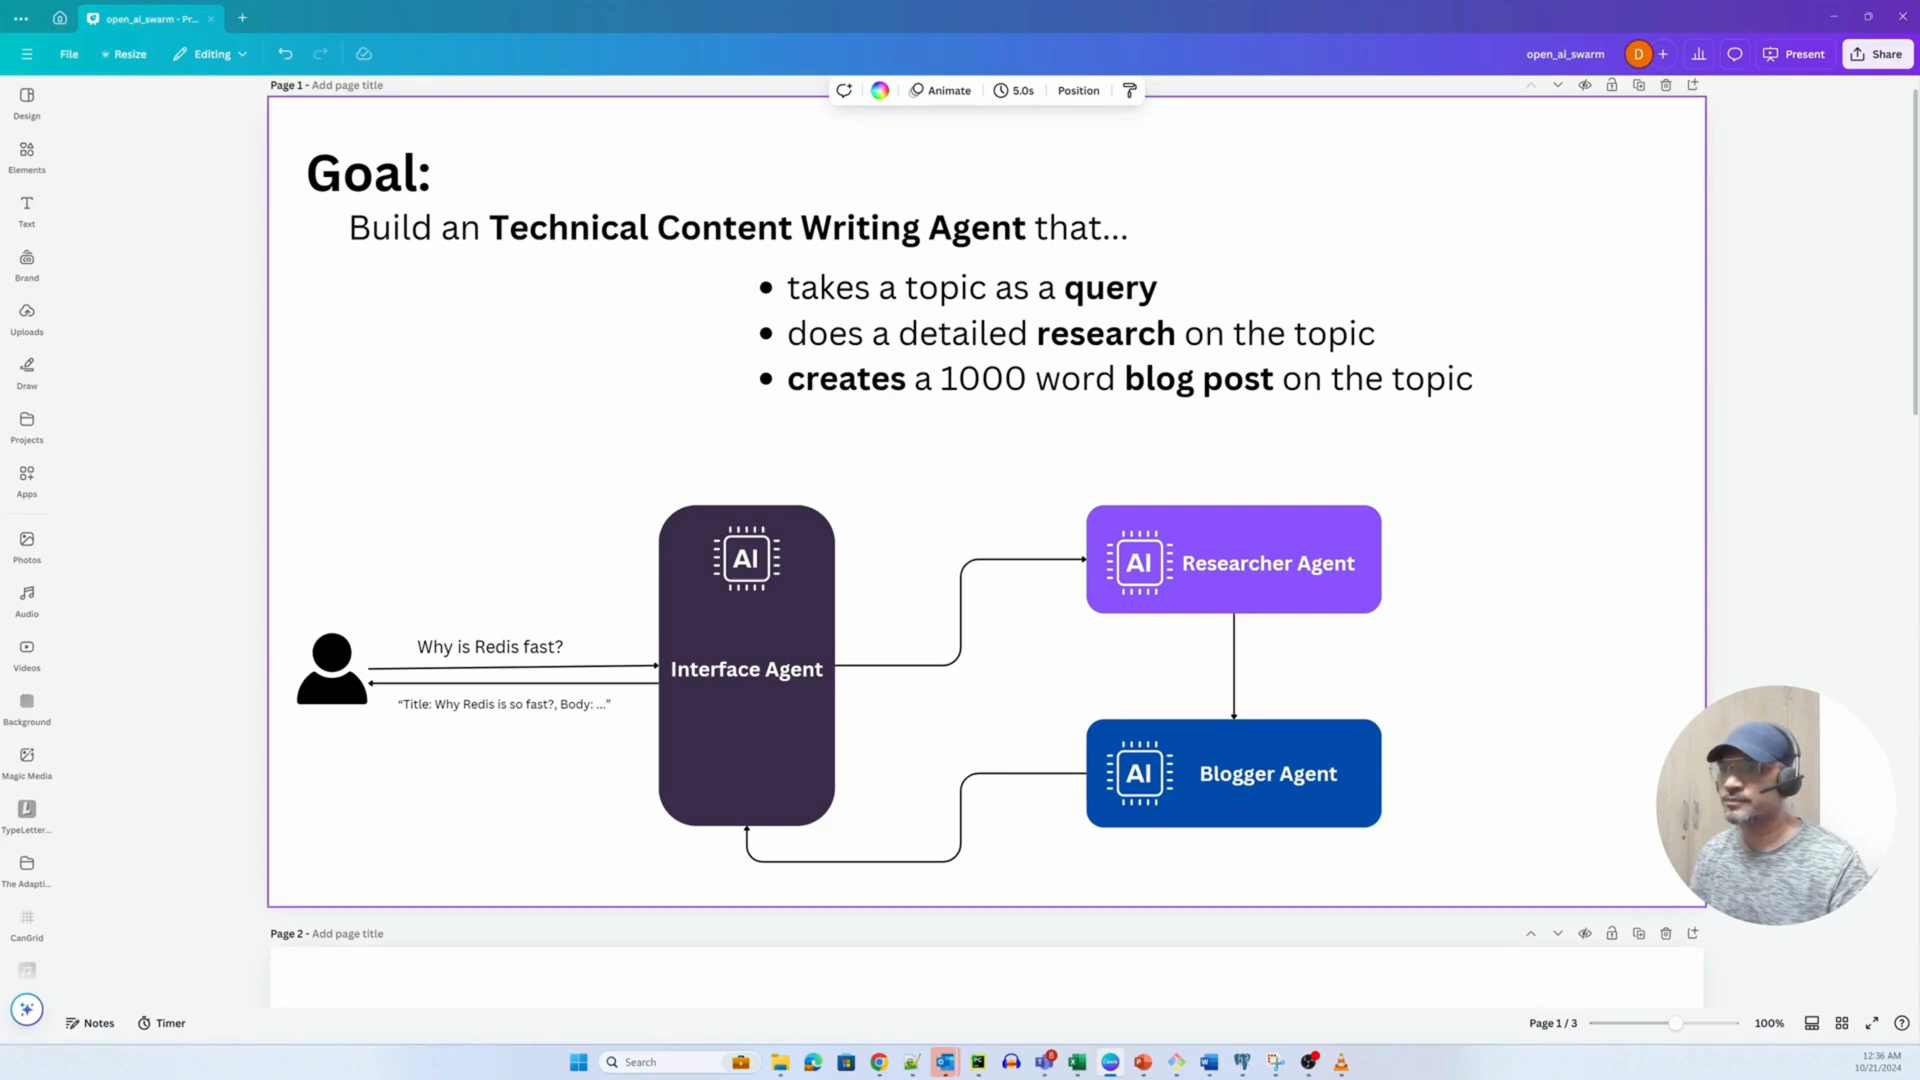 open_ai_swarm - Pr...
File
Resize
Editing
open_ai_swarm
D
Present
Share
Page 1 - Add page title
Animate
5.0s
Position
Design
Elements
Text
Brand
Uploads
Draw
Projects
Apps
Photos
Audio
Videos
Background
Magic Media
TypeLetter...
The Adapti...
CanGrid
Goal:
Build an Technical Content Writing Agent that...
• takes a topic as a query
• does a detailed research on the topic
• creates a 1000 word blog post on the topic
AI
Interface Agent
AI Researcher Agent
AI Blogger Agent
Why is Redis fast?
“Title: Why Redis is so fast?, Body: ...”
Page 2 - Add page title
Notes
Timer
Page 1 / 3
100%
Search
8
12:36 AM
10/21/2024